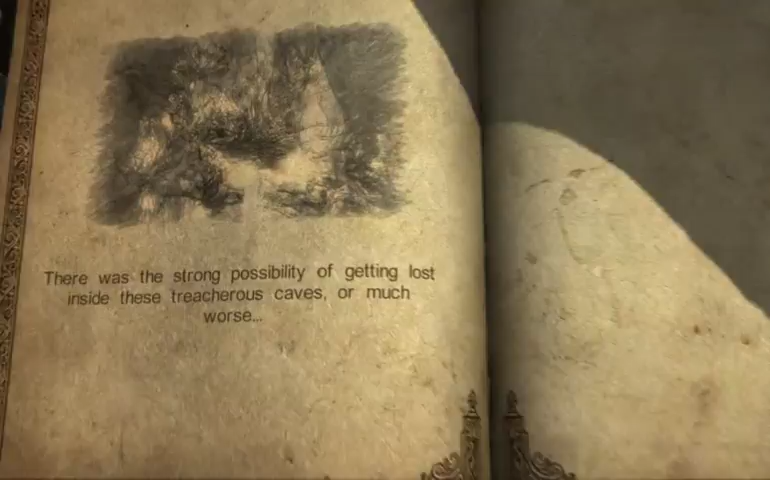 There was the strong possibility of getting lost
inside these treacherous caves, or much
worse...